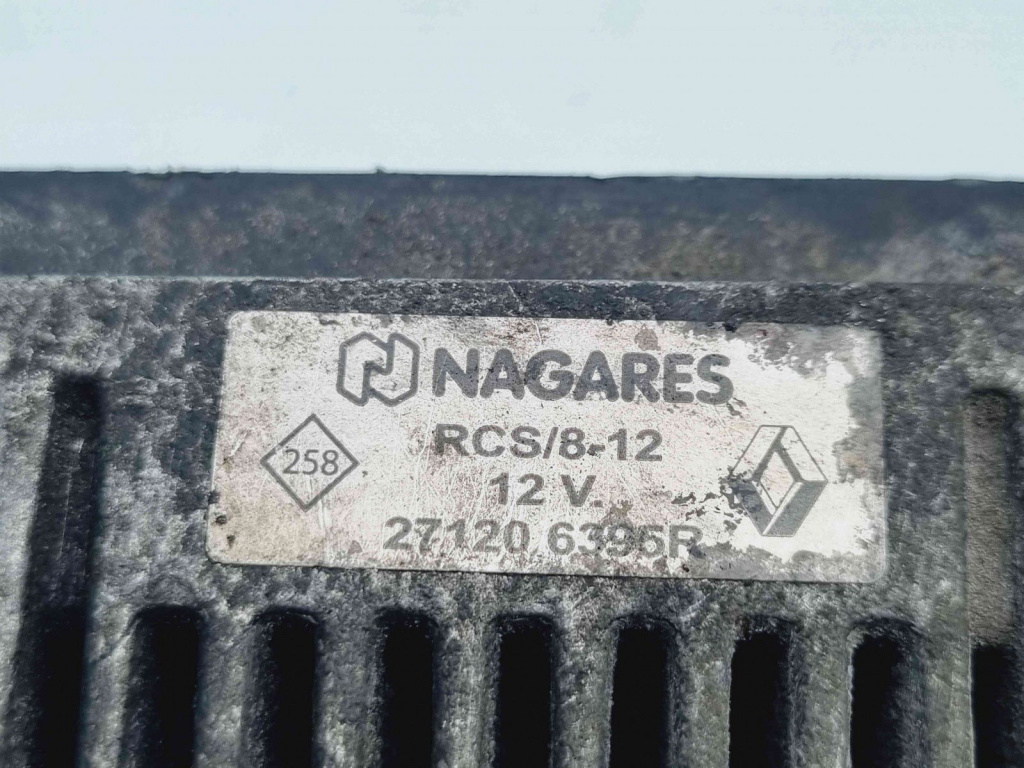 NAGARES
RCS/8-12
258
12 V.
27120 6395R